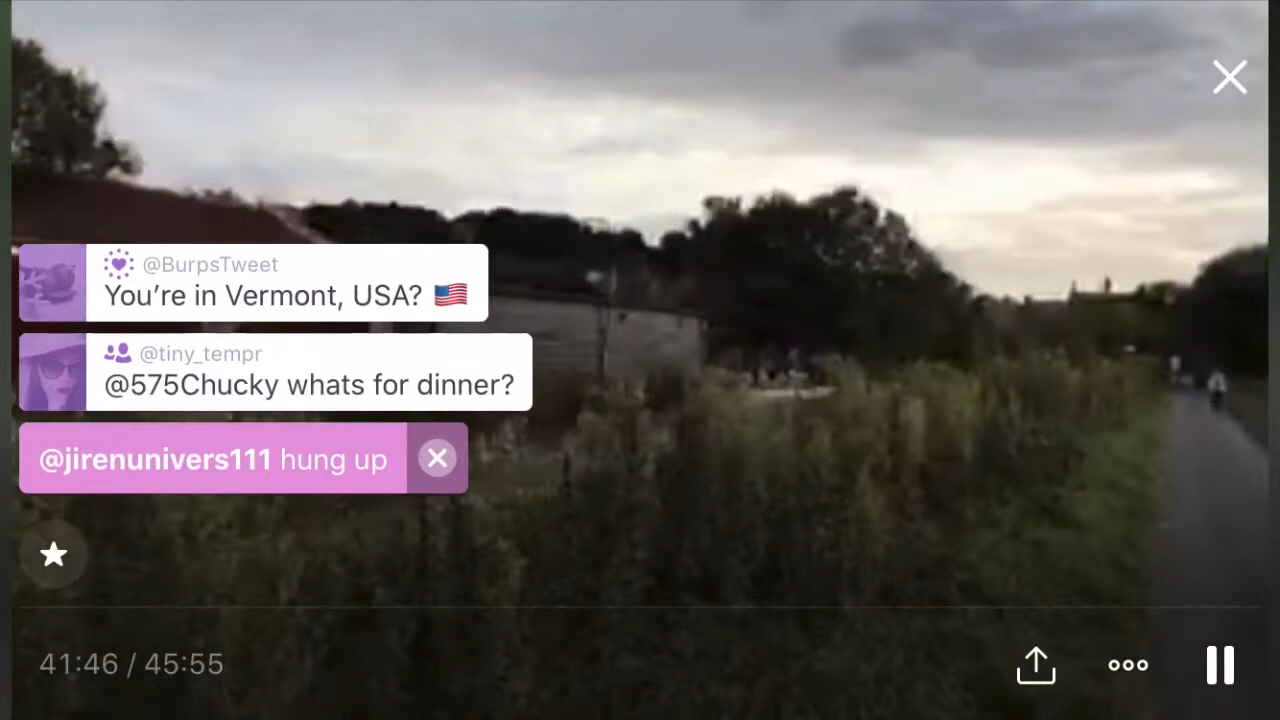 @BurpsTweet
You’re in Vermont, USA? 🇺🇸
@tiny_tempr
@575Chucky whats for dinner?
@jirenunivers111 hung up
41:46 / 45:55